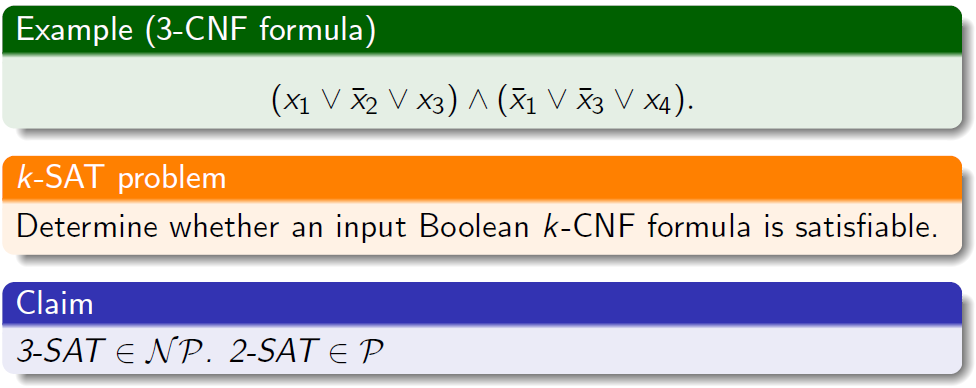 Example (3-CNF formula)
(x₁ ∨ x̄₂ ∨ x₃) ∧ (x̄₁ ∨ x̄₃ ∨ x₄).
k-SAT problem
Determine whether an input Boolean k-CNF formula is satisfiable.
Claim
3-SAT ∈ 𝒩𝒫. 2-SAT ∈ 𝒫